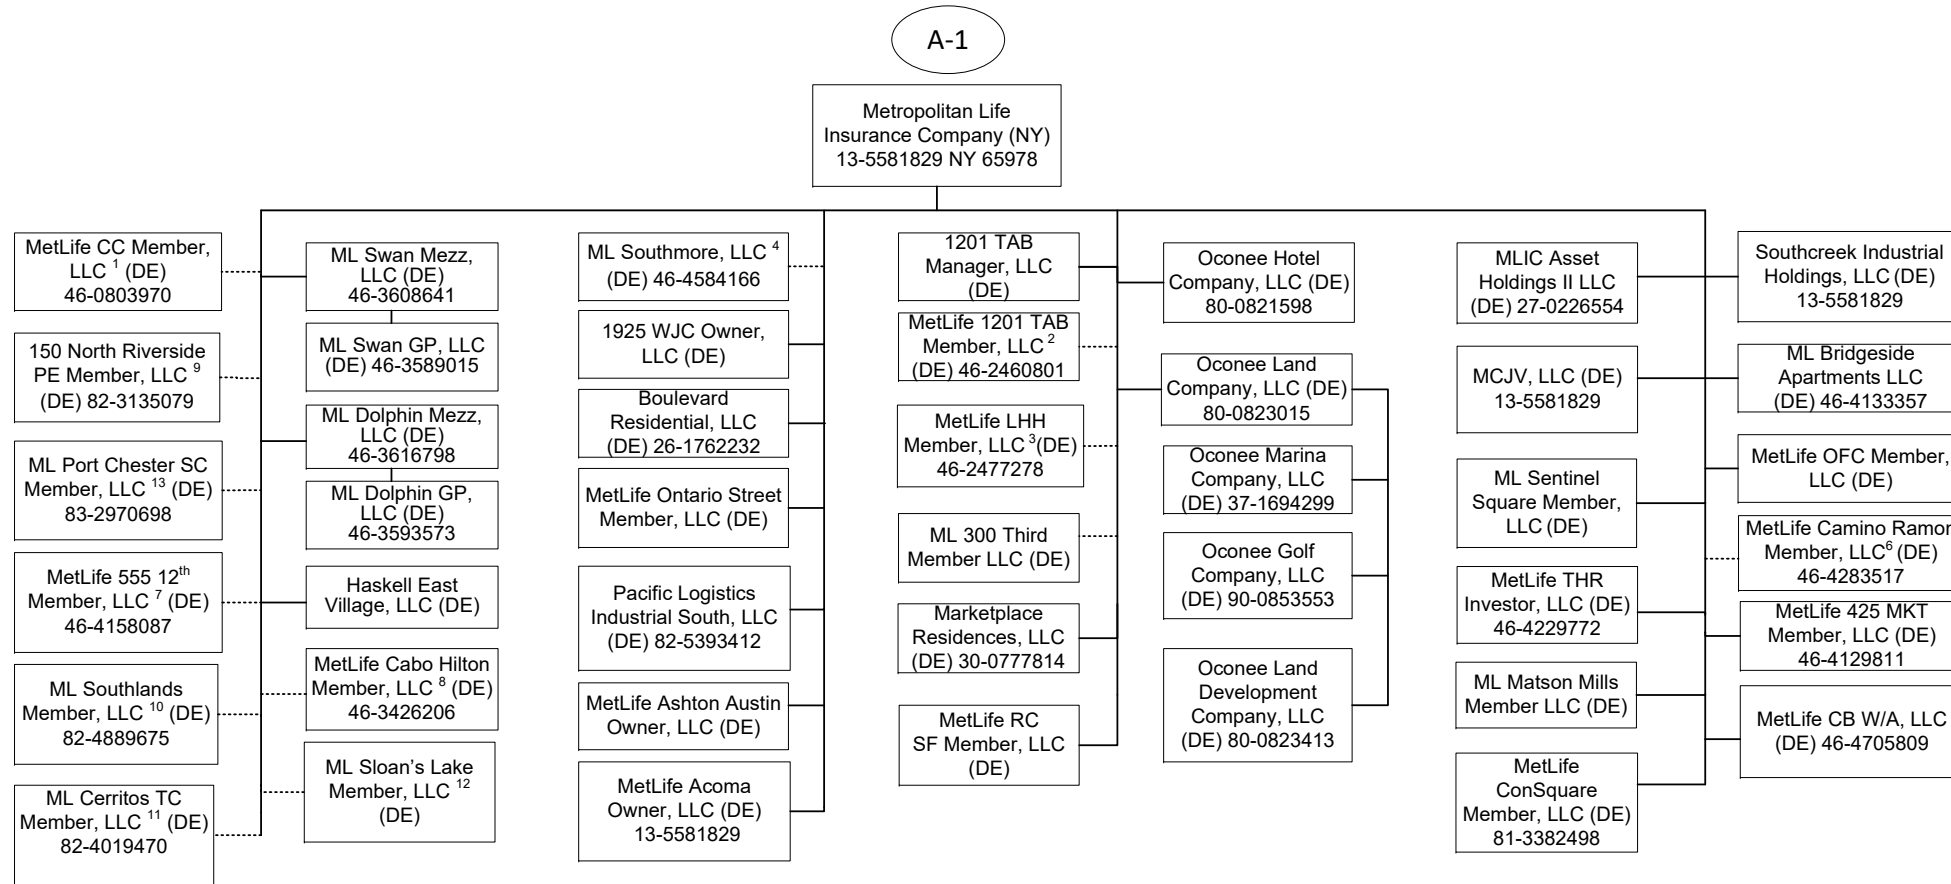 A-1
Metropolitan Life
Insurance Company (NY)
13-5581829 NY 65978
MetLife CC Member,
LLC 1 (DE)
46-0803970
150 North Riverside
PE Member, LLC 9
(DE) 82-3135079
ML Port Chester SC
Member, LLC 13 (DE)
83-2970698
MetLife 555 12th
Member, LLC 7 (DE)
46-4158087
ML Southlands
Member, LLC 10 (DE)
82-4889675
ML Cerritos TC
Member, LLC 11 (DE)
82-4019470
ML Swan Mezz,
LLC (DE)
46-3608641
ML Swan GP, LLC
(DE) 46-3589015
ML Dolphin Mezz,
LLC (DE)
46-3616798
ML Dolphin GP,
LLC (DE)
46-3593573
Haskell East
Village, LLC (DE)
MetLife Cabo Hilton
Member, LLC 8 (DE)
46-3426206
ML Sloan's Lake
Member, LLC 12
(DE)
ML Southmore, LLC 4
(DE) 46-4584166
1925 WJC Owner,
LLC (DE)
Boulevard
Residential, LLC
(DE) 26-1762232
MetLife Ontario Street
Member, LLC (DE)
Pacific Logistics
Industrial South, LLC
(DE) 82-5393412
MetLife Ashton Austin
Owner, LLC (DE)
MetLife Acoma
Owner, LLC (DE)
13-5581829
1201 TAB
Manager, LLC
(DE)
MetLife 1201 TAB
Member, LLC 2
(DE) 46-2460801
MetLife LHH
Member, LLC 3(DE)
46-2477278
ML 300 Third
Member LLC (DE)
Marketplace
Residences, LLC
(DE) 30-0777814
MetLife RC
SF Member, LLC
(DE)
Oconee Hotel
Company, LLC (DE)
80-0821598
Oconee Land
Company, LLC (DE)
80-0823015
Oconee Marina
Company, LLC
(DE) 37-1694299
Oconee Golf
Company, LLC
(DE) 90-0853553
Oconee Land
Development
Company, LLC
(DE) 80-0823413
MLIC Asset
Holdings II LLC
(DE) 27-0226554
MCJV, LLC (DE)
13-5581829
ML Sentinel
Square Member,
LLC (DE)
MetLife THR
Investor, LLC (DE)
46-4229772
ML Matson Mills
Member LLC (DE)
MetLife
ConSquare
Member, LLC (DE)
81-3382498
Southcreek Industrial
Holdings, LLC (DE)
13-5581829
ML Bridgeside
Apartments LLC
(DE) 46-4133357
MetLife OFC Member,
LLC (DE)
MetLife Camino Ramon
Member, LLC6 (DE)
46-4283517
MetLife 425 MKT
Member, LLC (DE)
46-4129811
MetLife CB W/A, LLC
(DE) 46-4705809